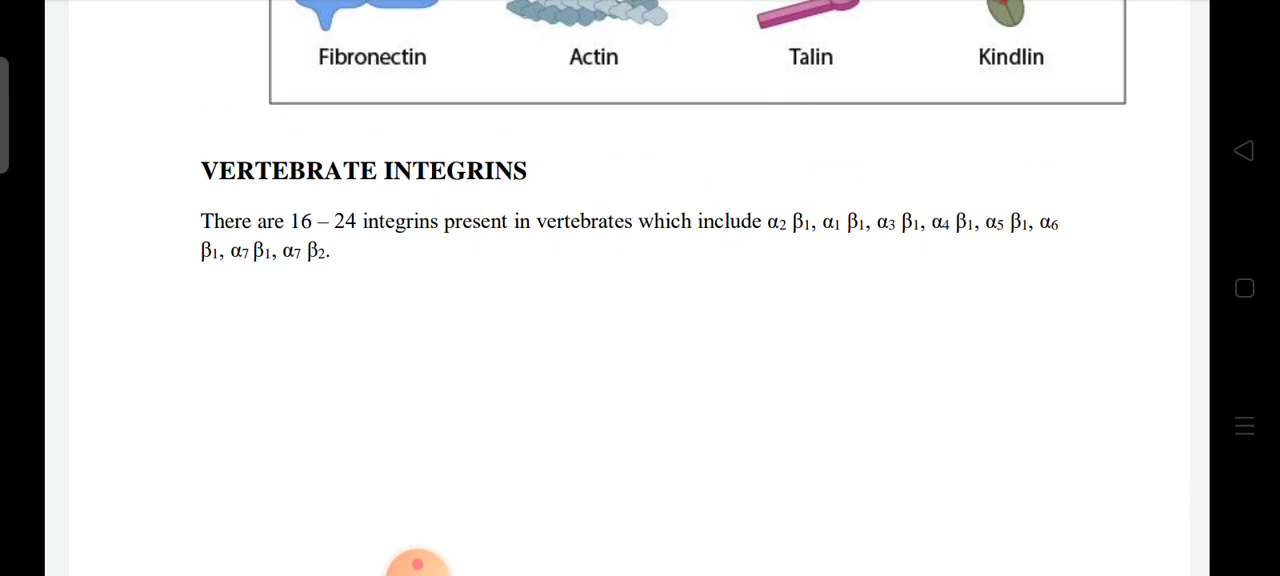 Fibronectin Actin Talin Kindlin
VERTEBRATE INTEGRINS
There are 16 – 24 integrins present in vertebrates which include α₂ β₁, α₁ β₁, α₃ β₁, α₄ β₁, α₅ β₁, α₆
β₁, α₇ β₁, α₇ β₂.